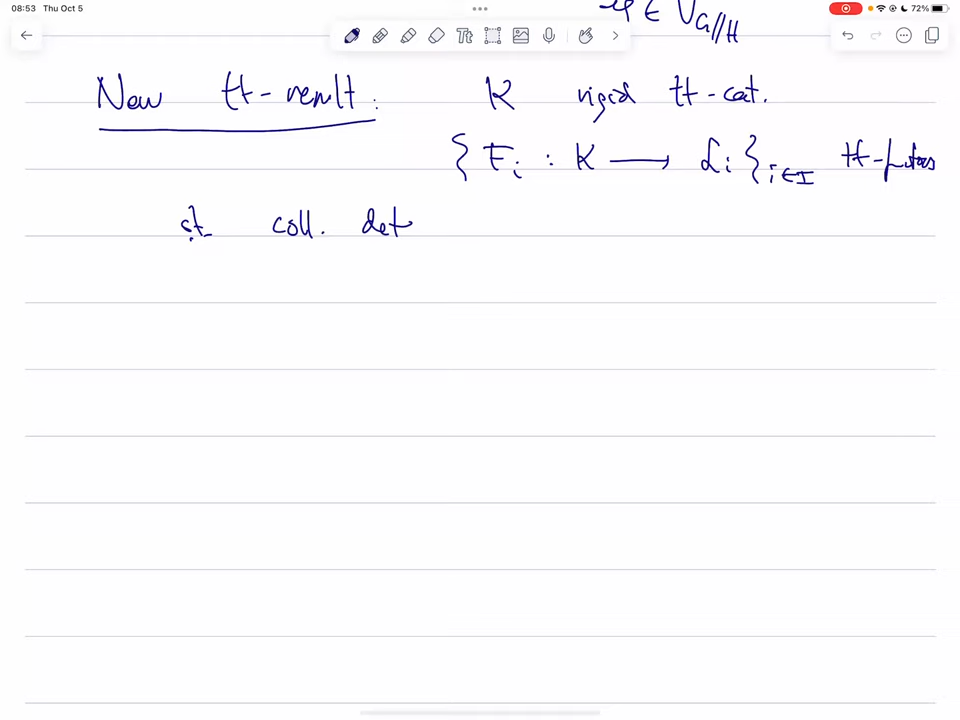 08:53 Thu Oct 5
72%
φ ∈ V_{G//H}
Tt
New tt-result: K rigid tt-cat.
{ F_i : K ⟶ L_i }_{i∈I} tt-functors
st. coll. det